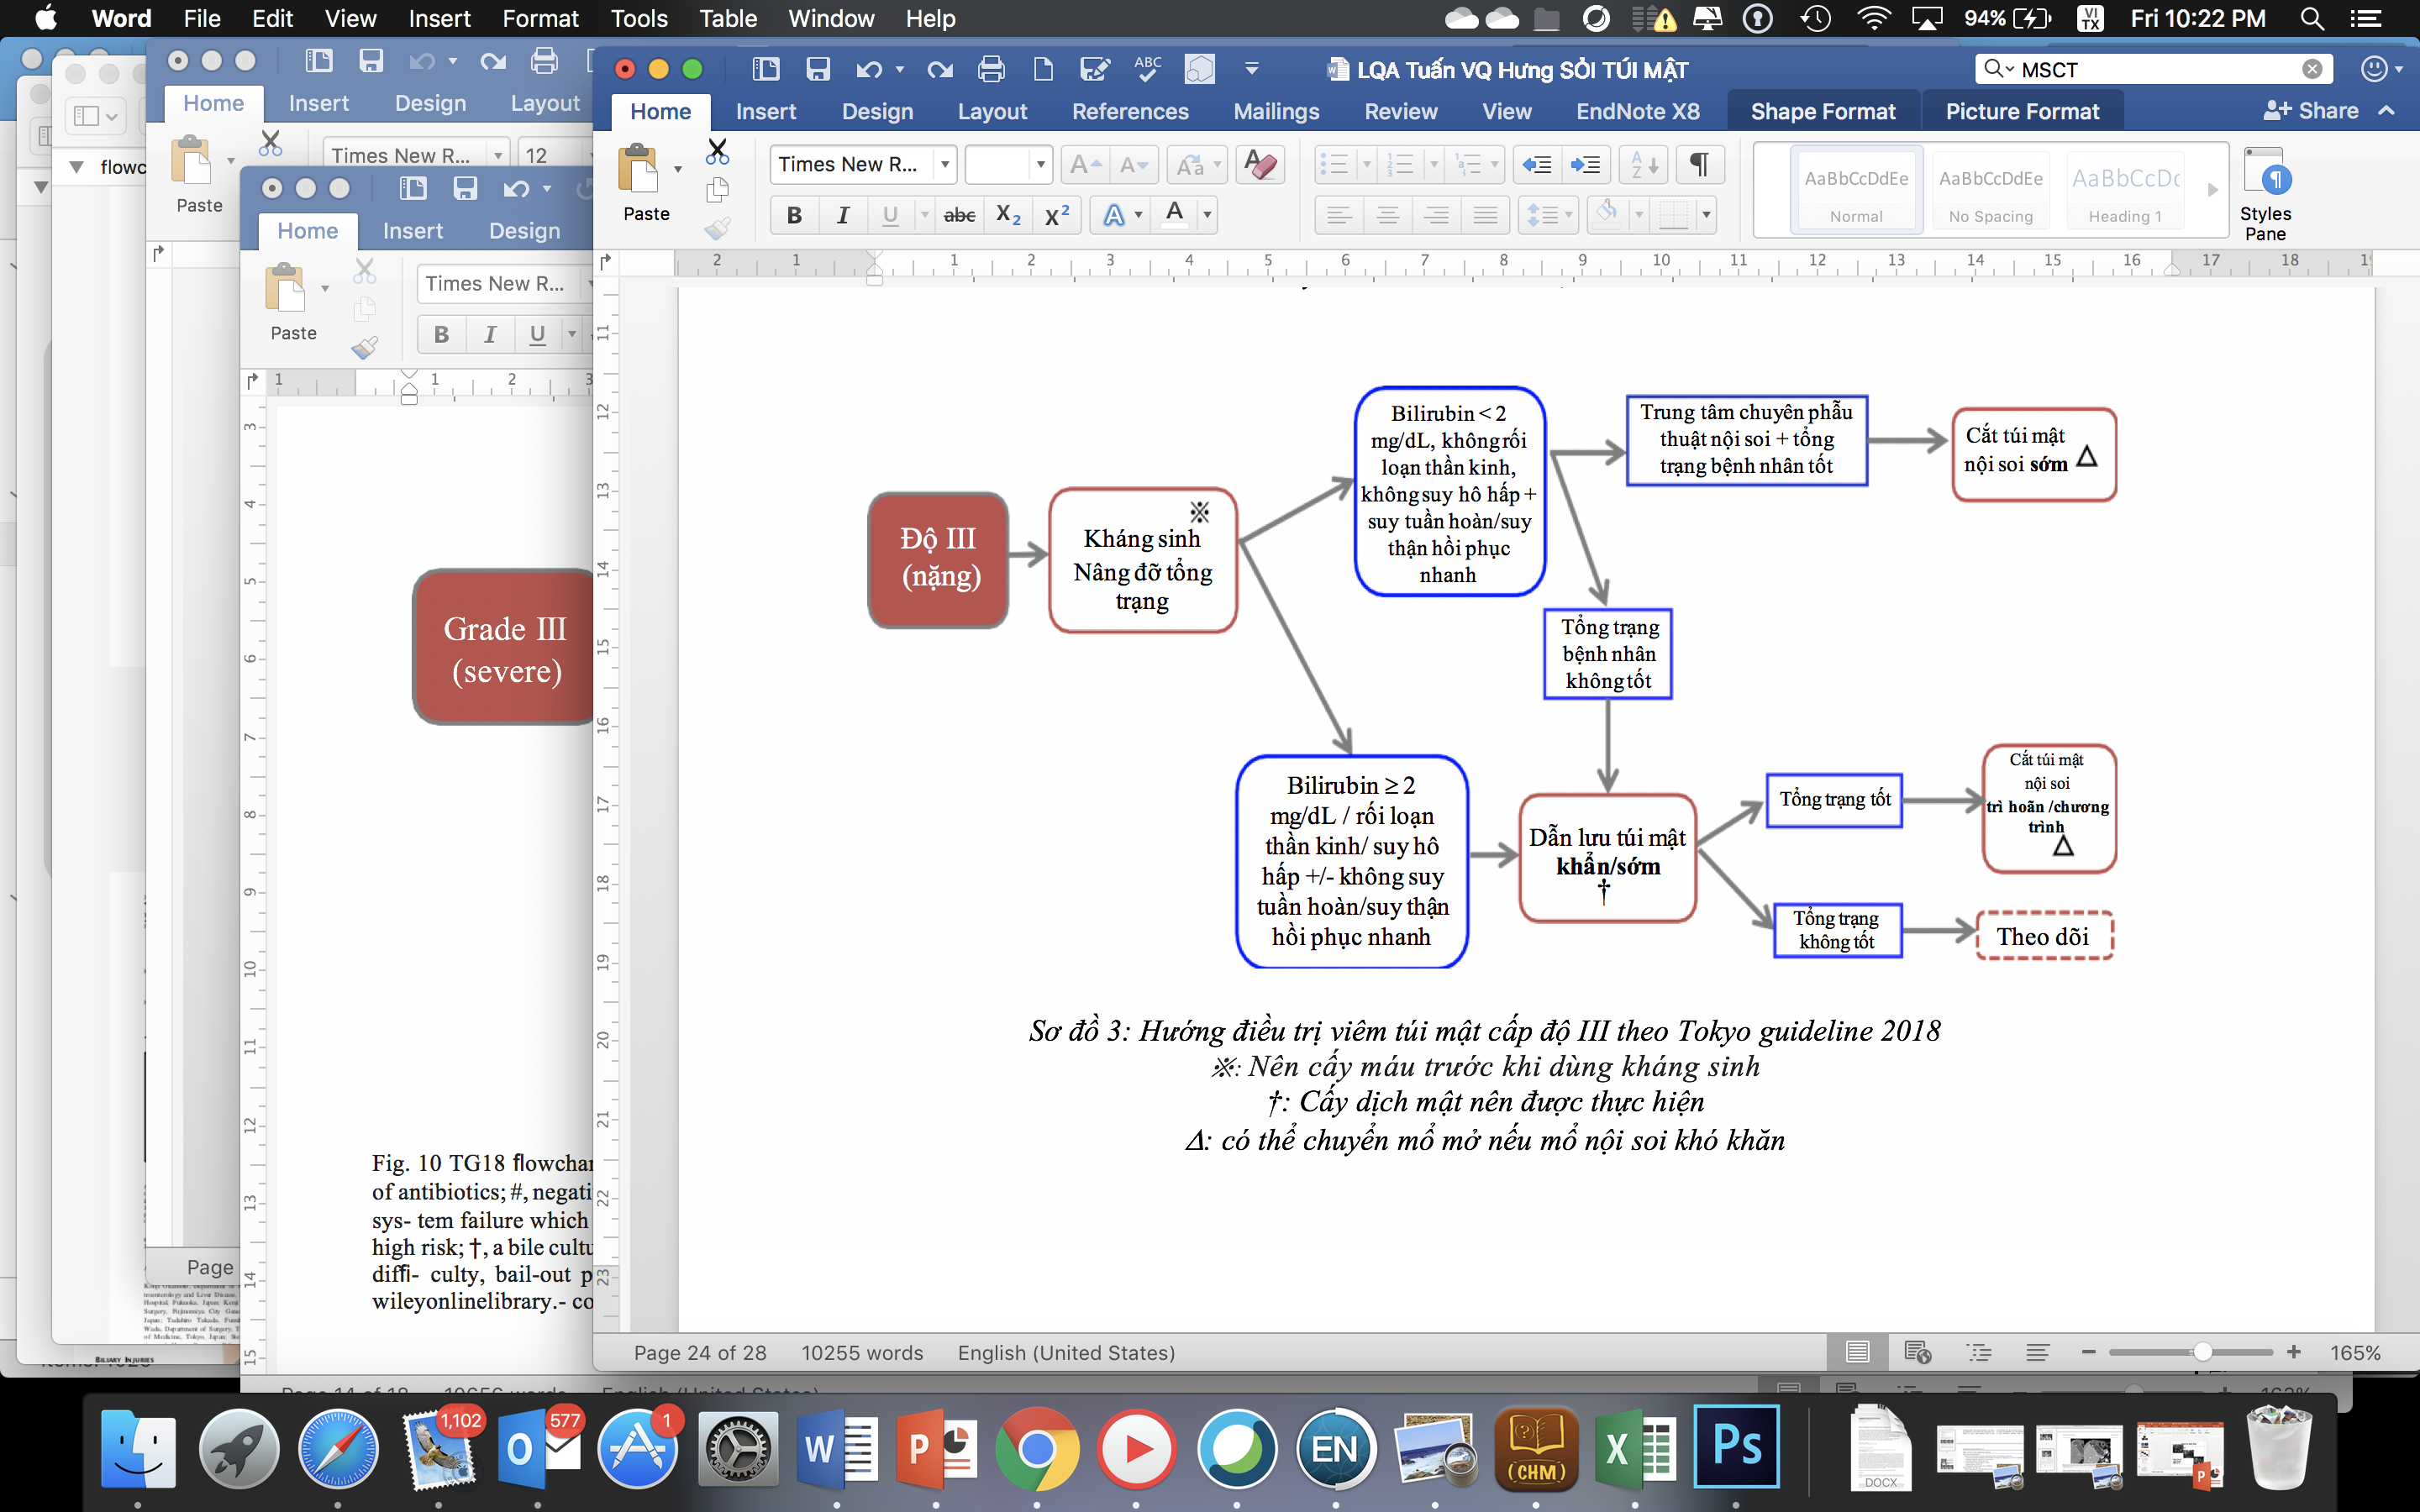 Word File Edit View Insert Format Tools Table Window Help
94% VI TX Fri 10:22 PM
LQA Tuấn VQ Hưng SỎI TÚI MẬT
MSCT
Home Insert Design Layout
Home Insert Design Layout References Mailings Review View EndNote X8 Shape Format Picture Format Share
flowc
Paste
Times New R... 12
Paste
Times New R...
AaBbCcDdEe AaBbCcDdEe AaBbCcDc
Normal No Spacing Heading 1
Styles Pane
Home Insert Design
Paste
Times New R...
Grade III
(severe)
Fig. 10 TG18 flowchar
of antibiotics; #, negati
sys- tem failure which
high risk; †, a bile cultu
diffi- culty, bail-out p
wileyonlinelibrary.- co
Page
BILIARY INJURIES
Độ III
(nặng)
※
Kháng sinh
Nâng đỡ tổng
trạng
Bilirubin < 2
mg/dL, không rối
loạn thần kinh,
không suy hô hấp +
suy tuần hoàn/suy
thận hồi phục
nhanh
Trung tâm chuyên phẫu
thuật nội soi + tổng
trạng bệnh nhân tốt
Cắt túi mật
nội soi sớm Δ
Tổng trạng
bệnh nhân
không tốt
Bilirubin ≥ 2
mg/dL / rối loạn
thần kinh/ suy hô
hấp +/- không suy
tuần hoàn/suy thận
hồi phục nhanh
Dẫn lưu túi mật
khẩn/sớm
†
Tổng trạng tốt
Cắt túi mật
nội soi
trì hoãn /chương
trình
Δ
Tổng trạng
không tốt
Theo dõi
Sơ đồ 3: Hướng điều trị viêm túi mật cấp độ III theo Tokyo guideline 2018
※: Nên cấy máu trước khi dùng kháng sinh
†: Cấy dịch mật nên được thực hiện
Δ: có thể chuyển mổ mở nếu mổ nội soi khó khăn
Page 24 of 28 10255 words English (United States) 165%
1,102 577 1
EN
(CHM)
Ps
DOCX